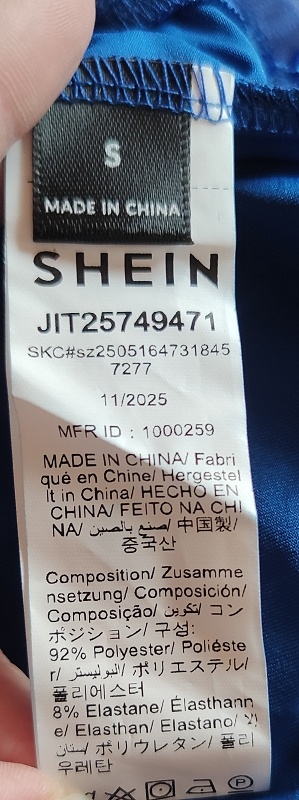 S
MADE IN CHINA
SHEIN
JIT25749471
SKC#sz2505164731845
7277
11/2025
MFR ID : 1000259
MADE IN CHINA/ Fabri
qué en Chine/ Hergestel
lt in China/ HECHO EN
CHINA/ FEITO NA CHI
NA/ صنع بالصين/ 中国製/
중국산
Composition/ Zusamme
nsetzung/ Composición/
Composição/ تكوين/ コン
ポジション/ 구성:
92% Polyester/ Polióste
r/ البوليستر/ ポリエステル/
폴리에스터
8% Elastane/ Élasthann
e/ Elasthan/ Elastano/ الإ
ستان/ ポリウレタン/ 폴리
우레탄